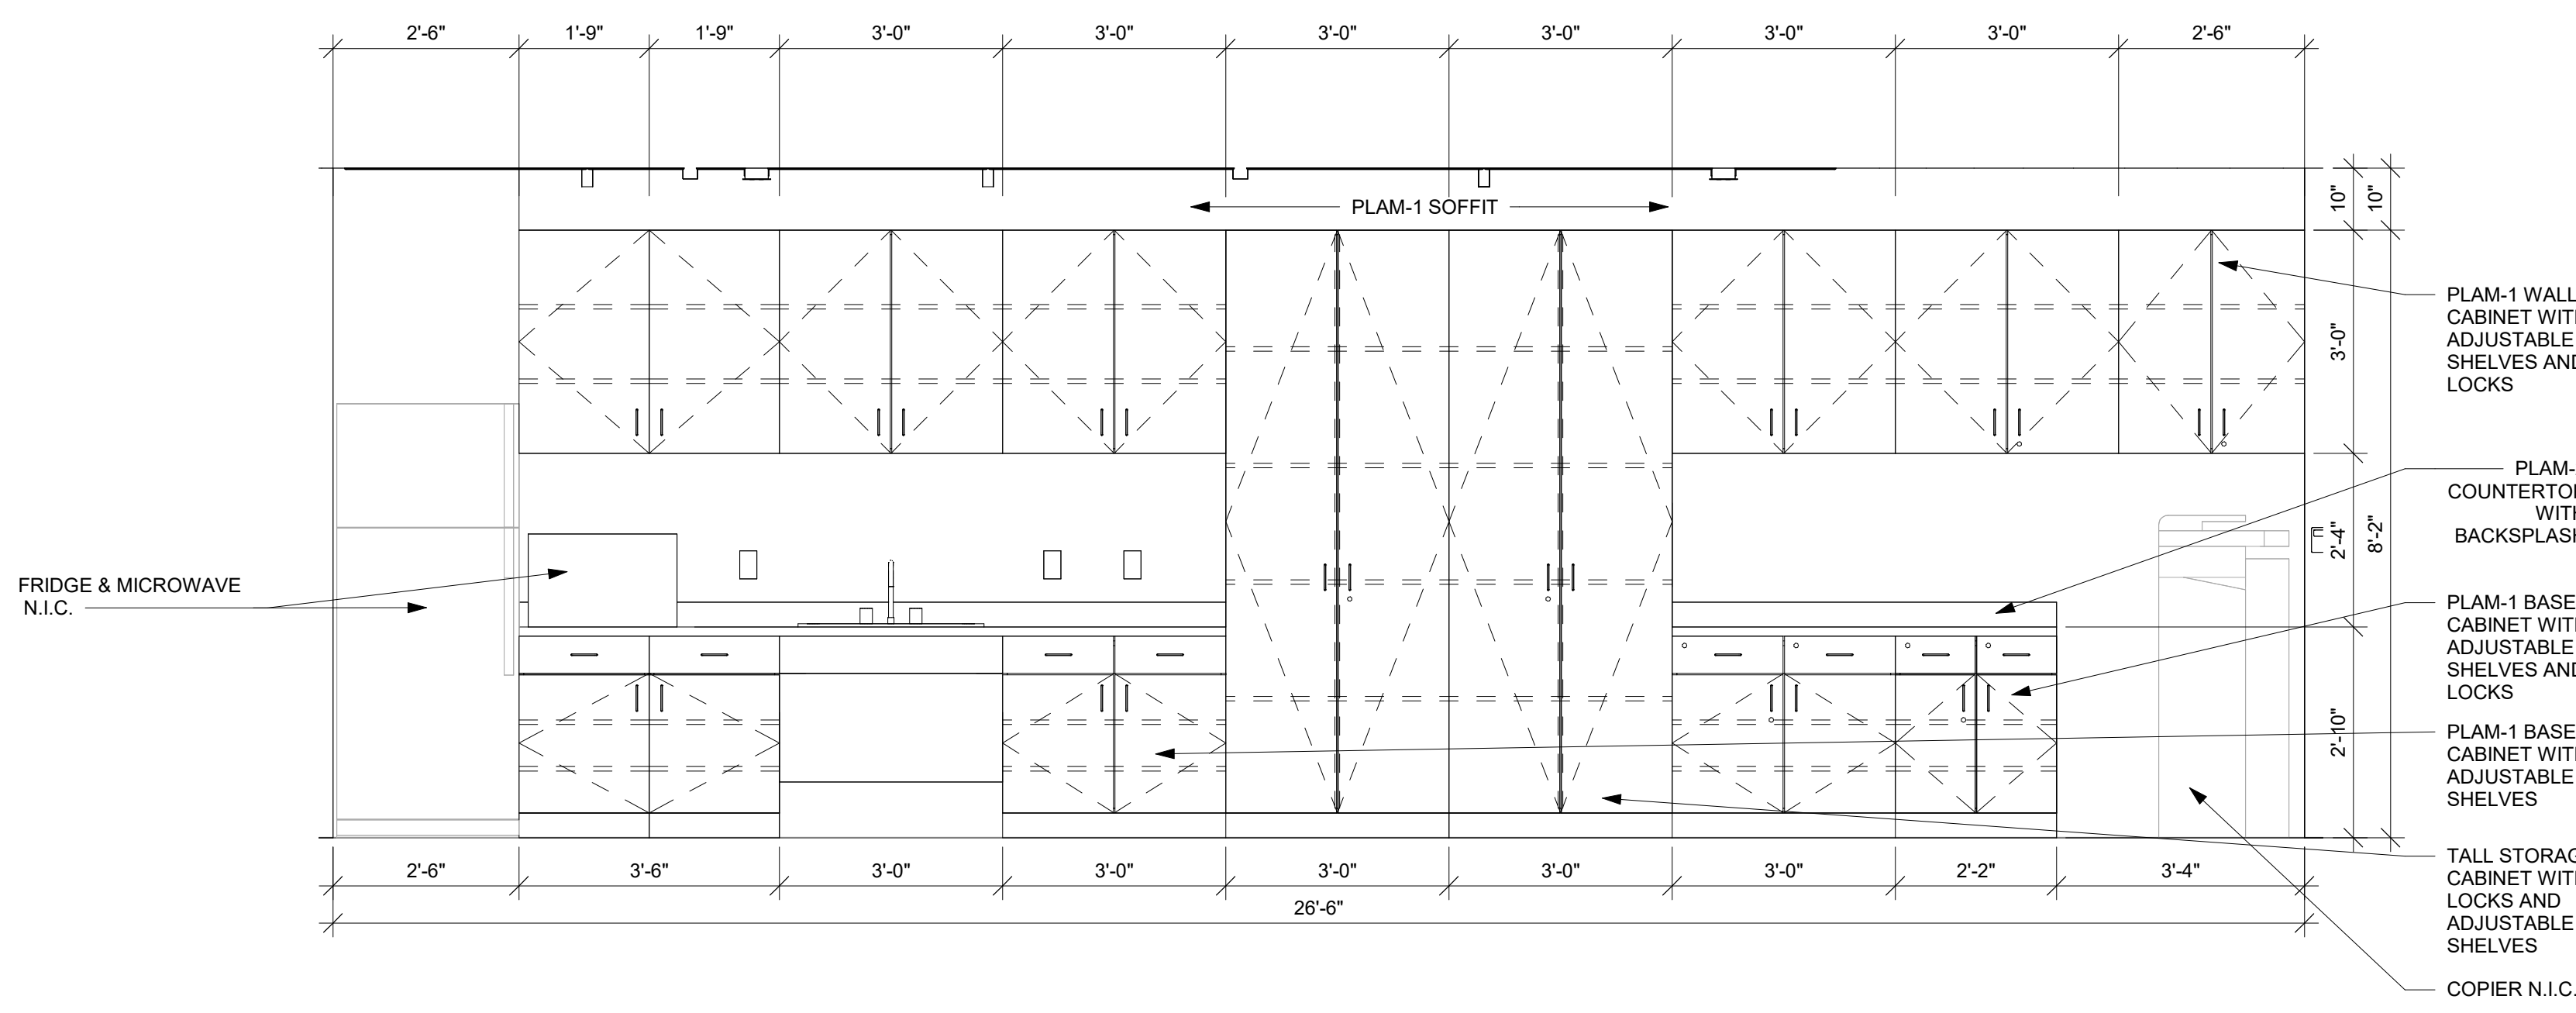 2'-6" 1'-9" 1'-9" 3'-0" 3'-0" 3'-0" 3'-0" 3'-0" 3'-0" 2'-6"
PLAM-1 SOFFIT
10" 10"
3'-0"
2'-4"
8'-2"
2'-10"
FRIDGE & MICROWAVE
N.I.C.
PLAM-1 WALL
CABINET WIT
ADJUSTABLE
SHELVES AN
LOCKS
PLAM-
COUNTERTO
WIT
BACKSPLAS
PLAM-1 BASE
CABINET WIT
ADJUSTABLE
SHELVES AN
LOCKS
PLAM-1 BASE
CABINET WIT
ADJUSTABLE
SHELVES
TALL STORAG
CABINET WIT
LOCKS AND
ADJUSTABLE
SHELVES
COPIER N.I.C.
2'-6" 3'-6" 3'-0" 3'-0" 3'-0" 3'-0" 3'-0" 2'-2" 3'-4"
26'-6"